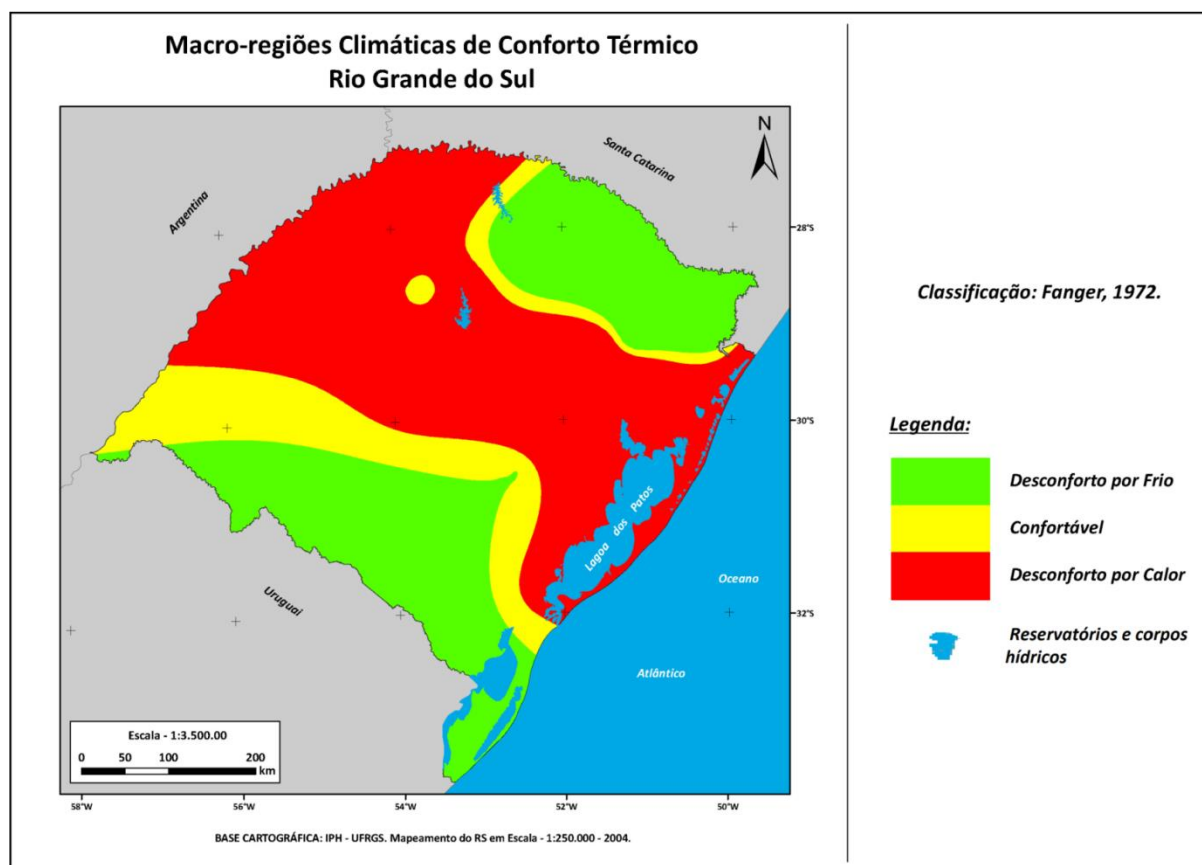 Macro-regiões Climáticas de Conforto Térmico
Rio Grande do Sul
N
Santa Catarina
Argentina
28°S
30°S
Lagoa dos Patos
Oceano
32°S
Uruguai
Atlântico
Escala - 1:3.500.00
0 50 100 200
km
58°W 56°W 54°W 52°W 50°W
BASE CARTOGRÁFICA: IPH - UFRGS. Mapeamento do RS em Escala - 1:250.000 - 2004.
Classificação: Fanger, 1972.
Legenda:
Desconforto por Frio
Confortável
Desconforto por Calor
Reservatórios e corpos
hídricos